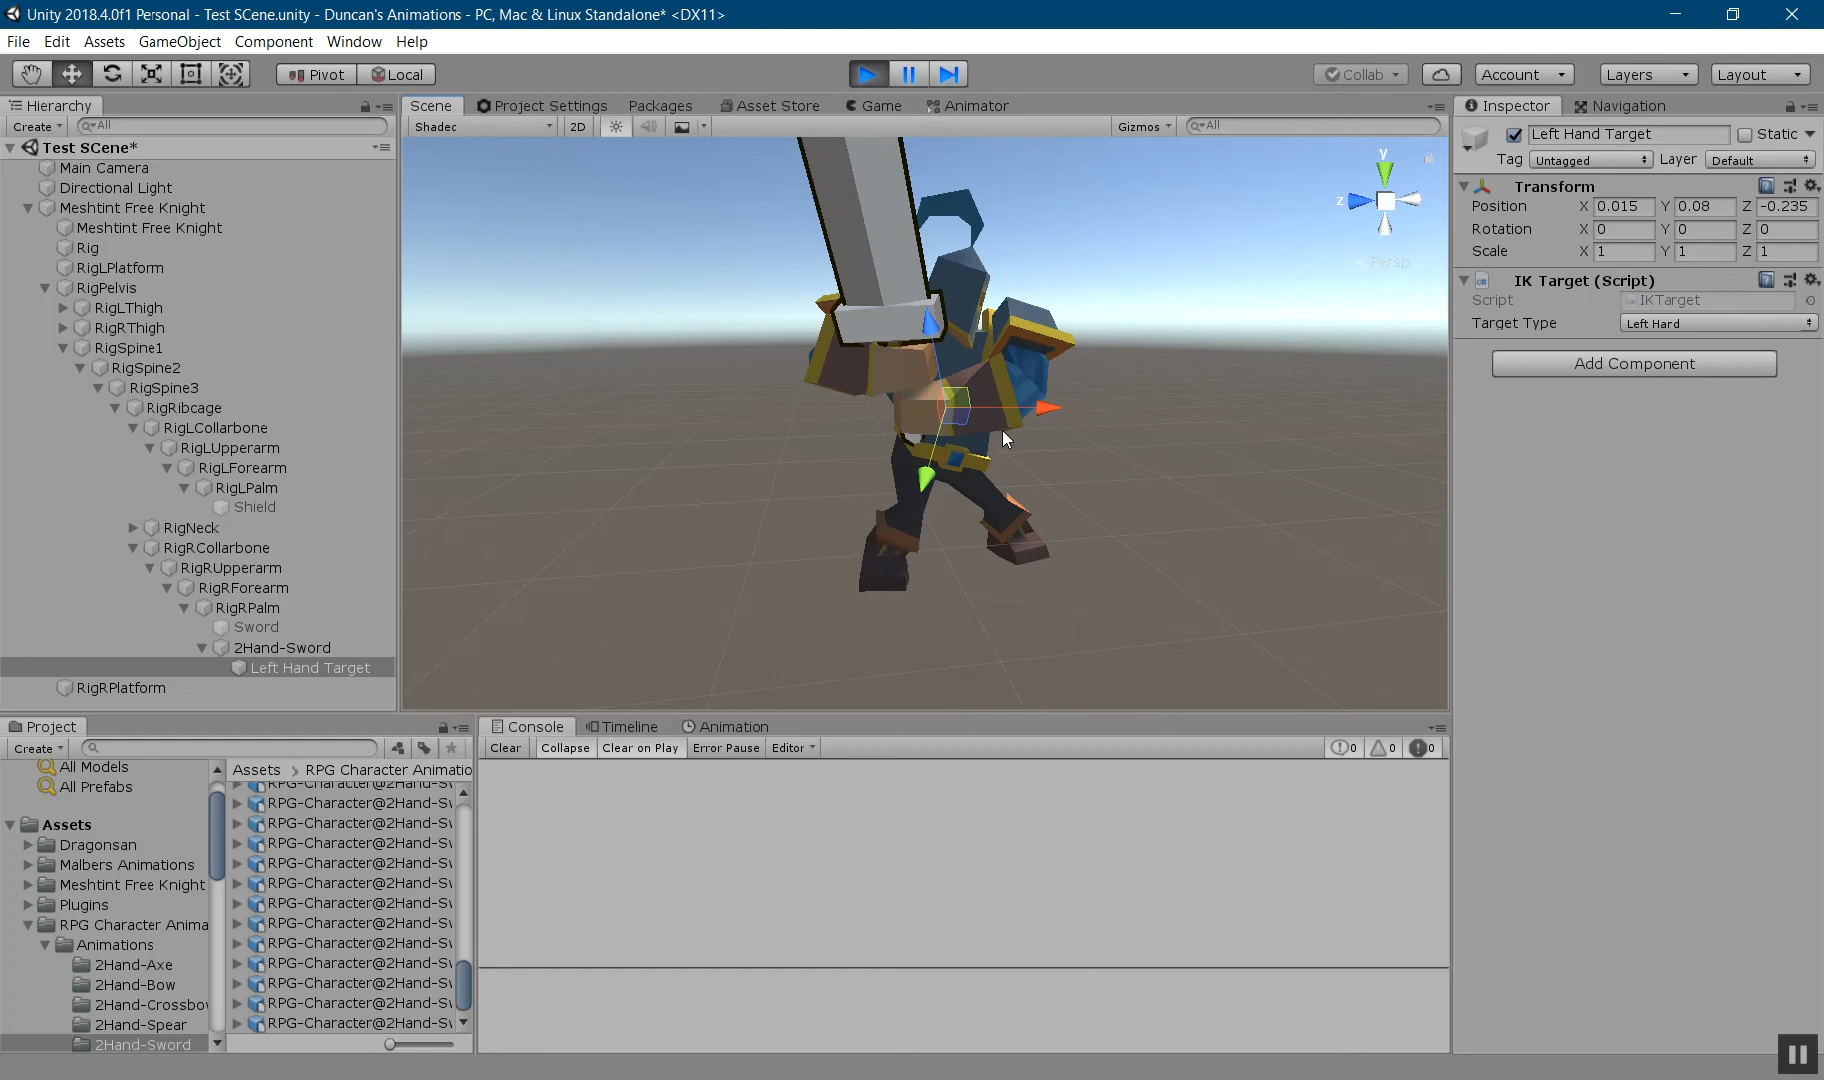 Unity 2018.4.0f1 Personal - Test SCene.unity - Duncan's Animations - PC, Mac & Linux Standalone* <DX11>
File Edit Assets GameObject Component Window Help
Pivot Local Collab Account Layers Layout
Hierarchy
Create All
Test SCene*
Main Camera
Directional Light
Meshtint Free Knight
Meshtint Free Knight
Rig
RigLPlatform
RigPelvis
RigLThigh
RigRThigh
RigSpine1
RigSpine2
RigSpine3
RigRibcage
RigLCollarbone
RigLUpperarm
RigLForearm
RigLPalm
Shield
RigNeck
RigRCollarbone
RigRUpperarm
RigRForearm
RigRPalm
Sword
2Hand-Sword
Left Hand Target
RigRPlatform
Scene Project Settings Packages Asset Store Game Animator
Shaded 2D Gizmos All
y
z
Persp
Inspector Navigation
Left Hand Target Static
Tag Untagged Layer Default
Transform
Position X 0.015 Y 0.08 Z -0.235
Rotation X 0 Y 0 Z 0
Scale X 1 Y 1 Z 1
IK Target (Script)
Script IKTarget
Target Type Left Hard
Add Component
Project
Create
All Models
All Prefabs
Assets
Dragonsan
Malbers Animations
Meshtint Free Knight
Plugins
RPG Character Anima
Animations
2Hand-Axe
2Hand-Bow
2Hand-Crossbo
2Hand-Spear
2Hand-Sword
Assets RPG Character Animatio
RPG-Character@2Hand-S
RPG-Character@2Hand-S
RPG-Character@2Hand-S
RPG-Character@2Hand-S
RPG-Character@2Hand-S
RPG-Character@2Hand-S
RPG-Character@2Hand-S
RPG-Character@2Hand-S
RPG-Character@2Hand-S
RPG-Character@2Hand-S
RPG-Character@2Hand-S
RPG-Character@2Hand-S
RPG-Character@2Hand-S
Console Timeline Animation
Clear Collapse Clear on Play Error Pause Editor 0 0 0